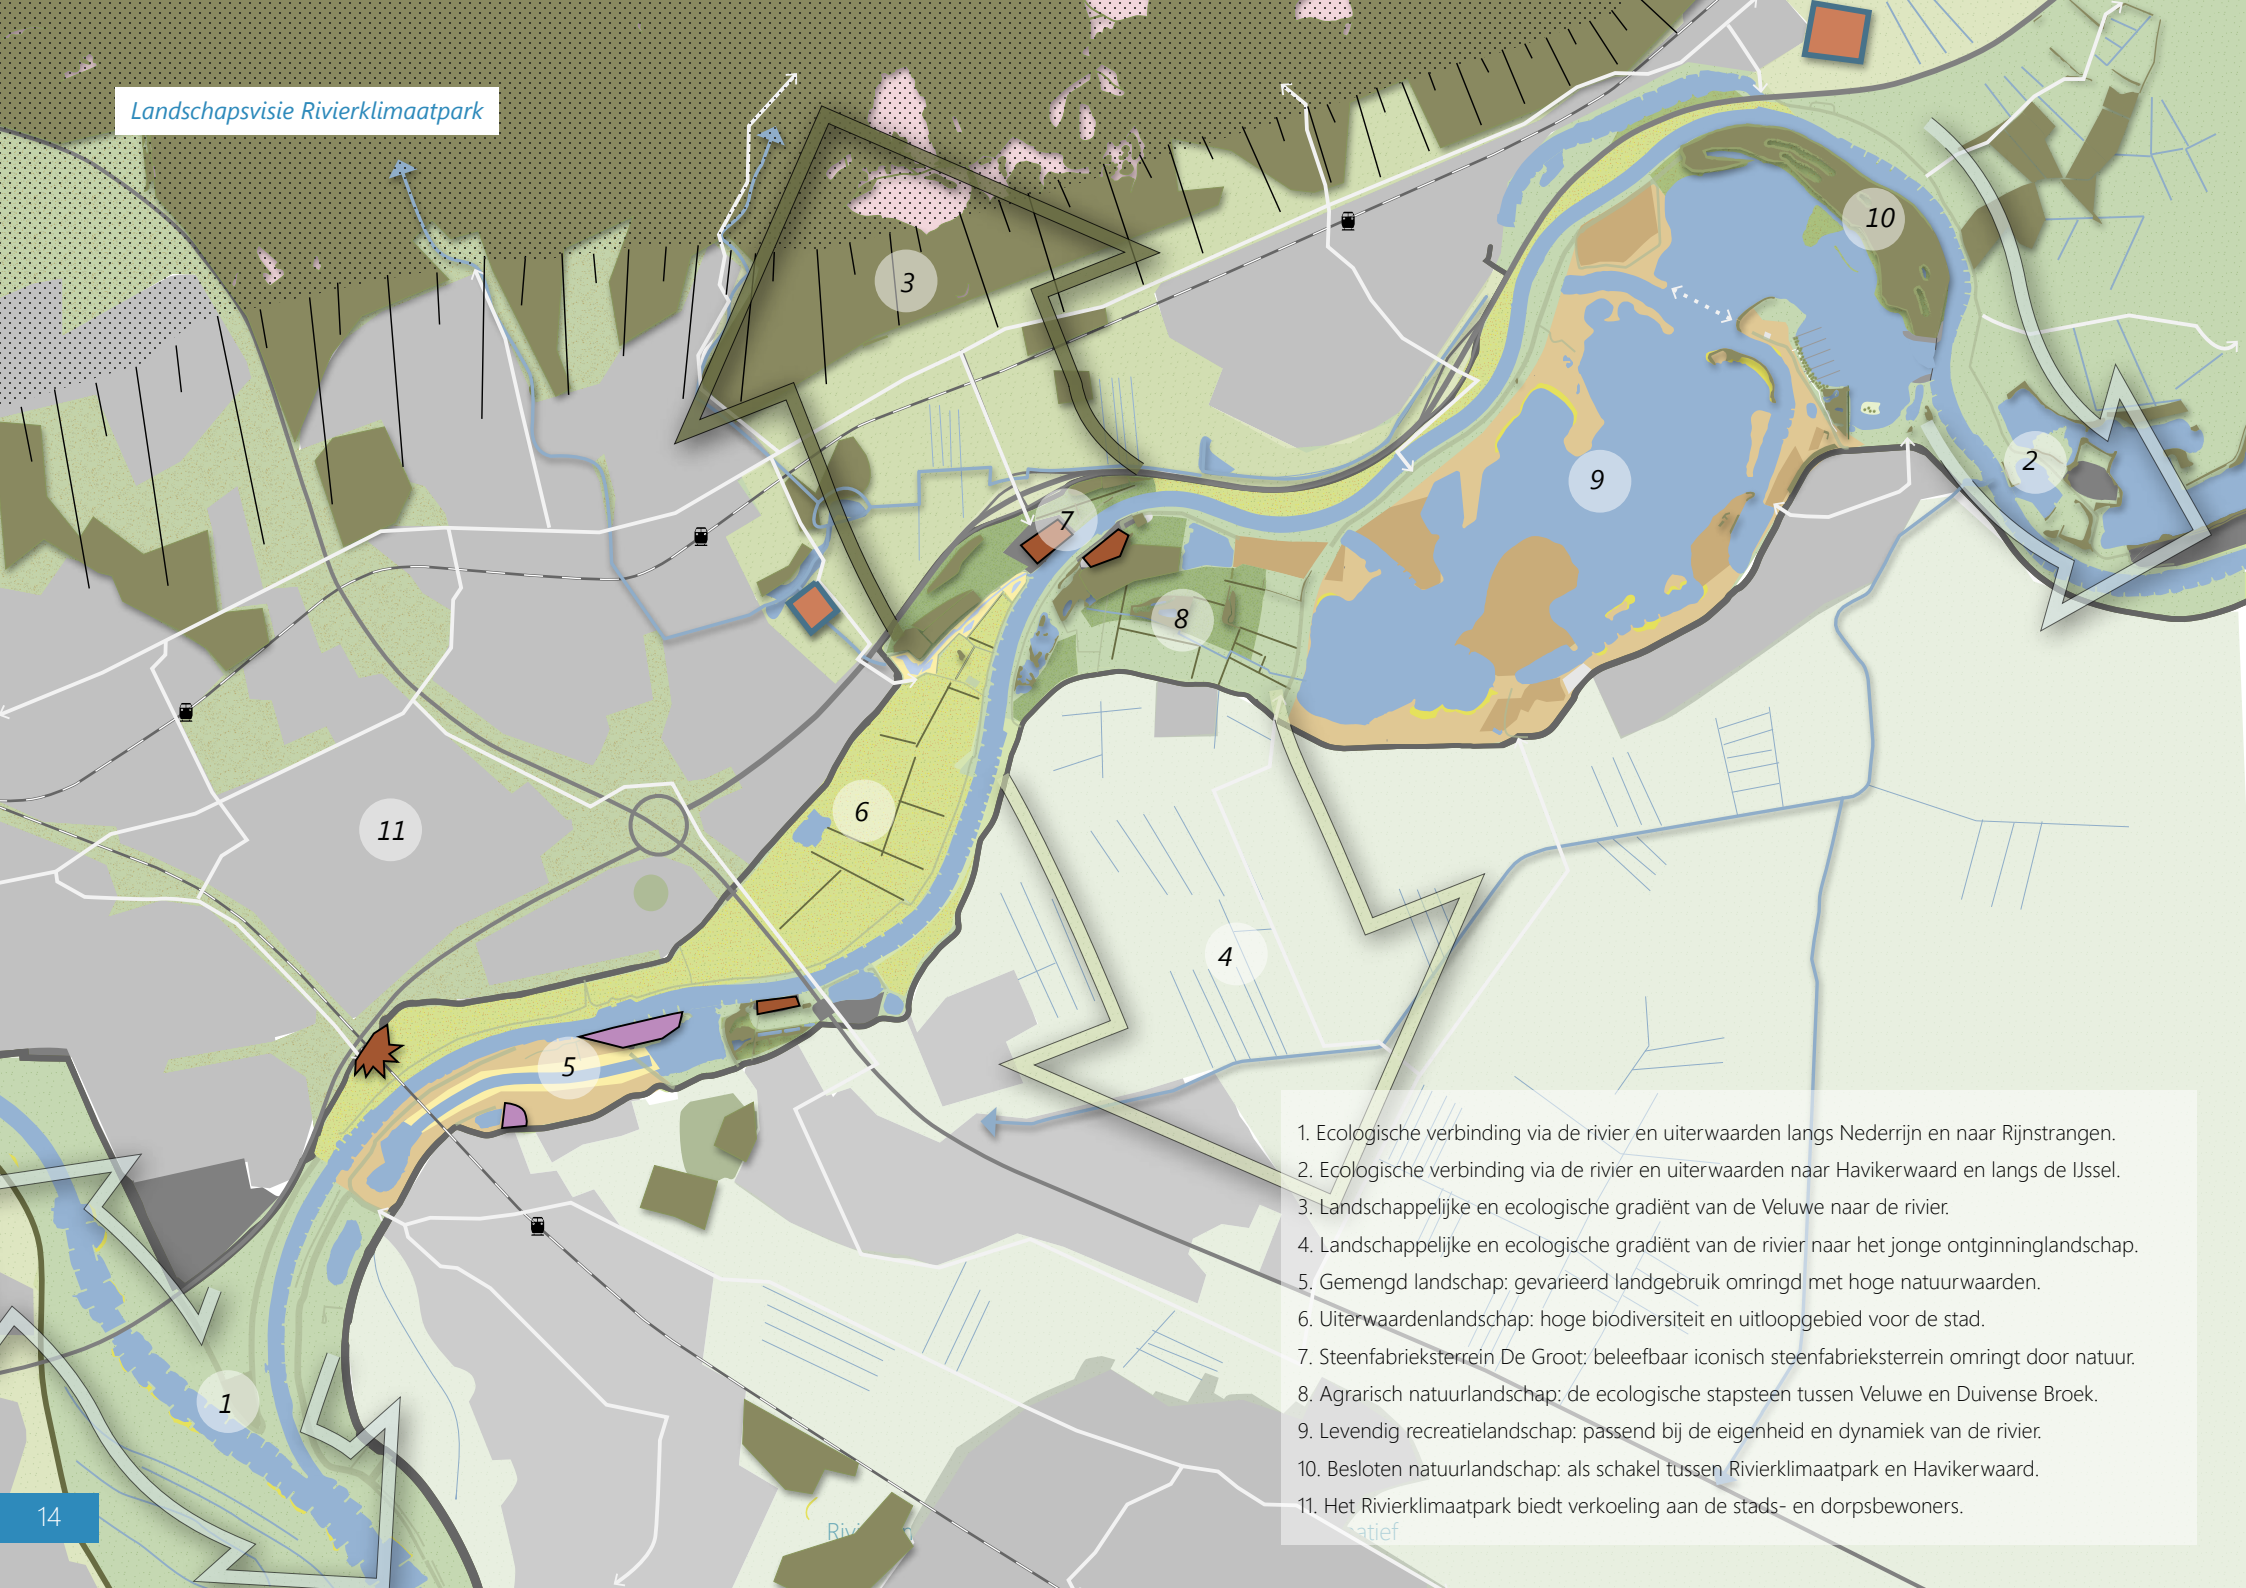 Landschapsvisie Rivierklimaatpark
10
3
2
9
7
8
6
11
4
5
1
1. Ecologische verbinding via de rivier en uiterwaarden langs Nederrijn en naar Rijnstrangen.
2. Ecologische verbinding via de rivier en uiterwaarden naar Havikerwaard en langs de IJssel.
3. Landschappelijke en ecologische gradiënt van de Veluwe naar de rivier.
4. Landschappelijke en ecologische gradiënt van de rivier naar het jonge ontginninglandschap.
5. Gemengd landschap: gevarieerd landgebruik omringd met hoge natuurwaarden.
6. Uiterwaardenlandschap: hoge biodiversiteit en uitloopgebied voor de stad.
7. Steenfabrieksterrein De Groot: beleefbaar iconisch steenfabrieksterrein omringt door natuur.
8. Agrarisch natuurlandschap: de ecologische stapsteen tussen Veluwe en Duivense Broek.
9. Levendig recreatielandschap: passend bij de eigenheid en dynamiek van de rivier.
10. Besloten natuurlandschap: als schakel tussen Rivierklimaatpark en Havikerwaard.
11. Het Rivierklimaatpark biedt verkoeling aan de stads- en dorpsbewoners.
14